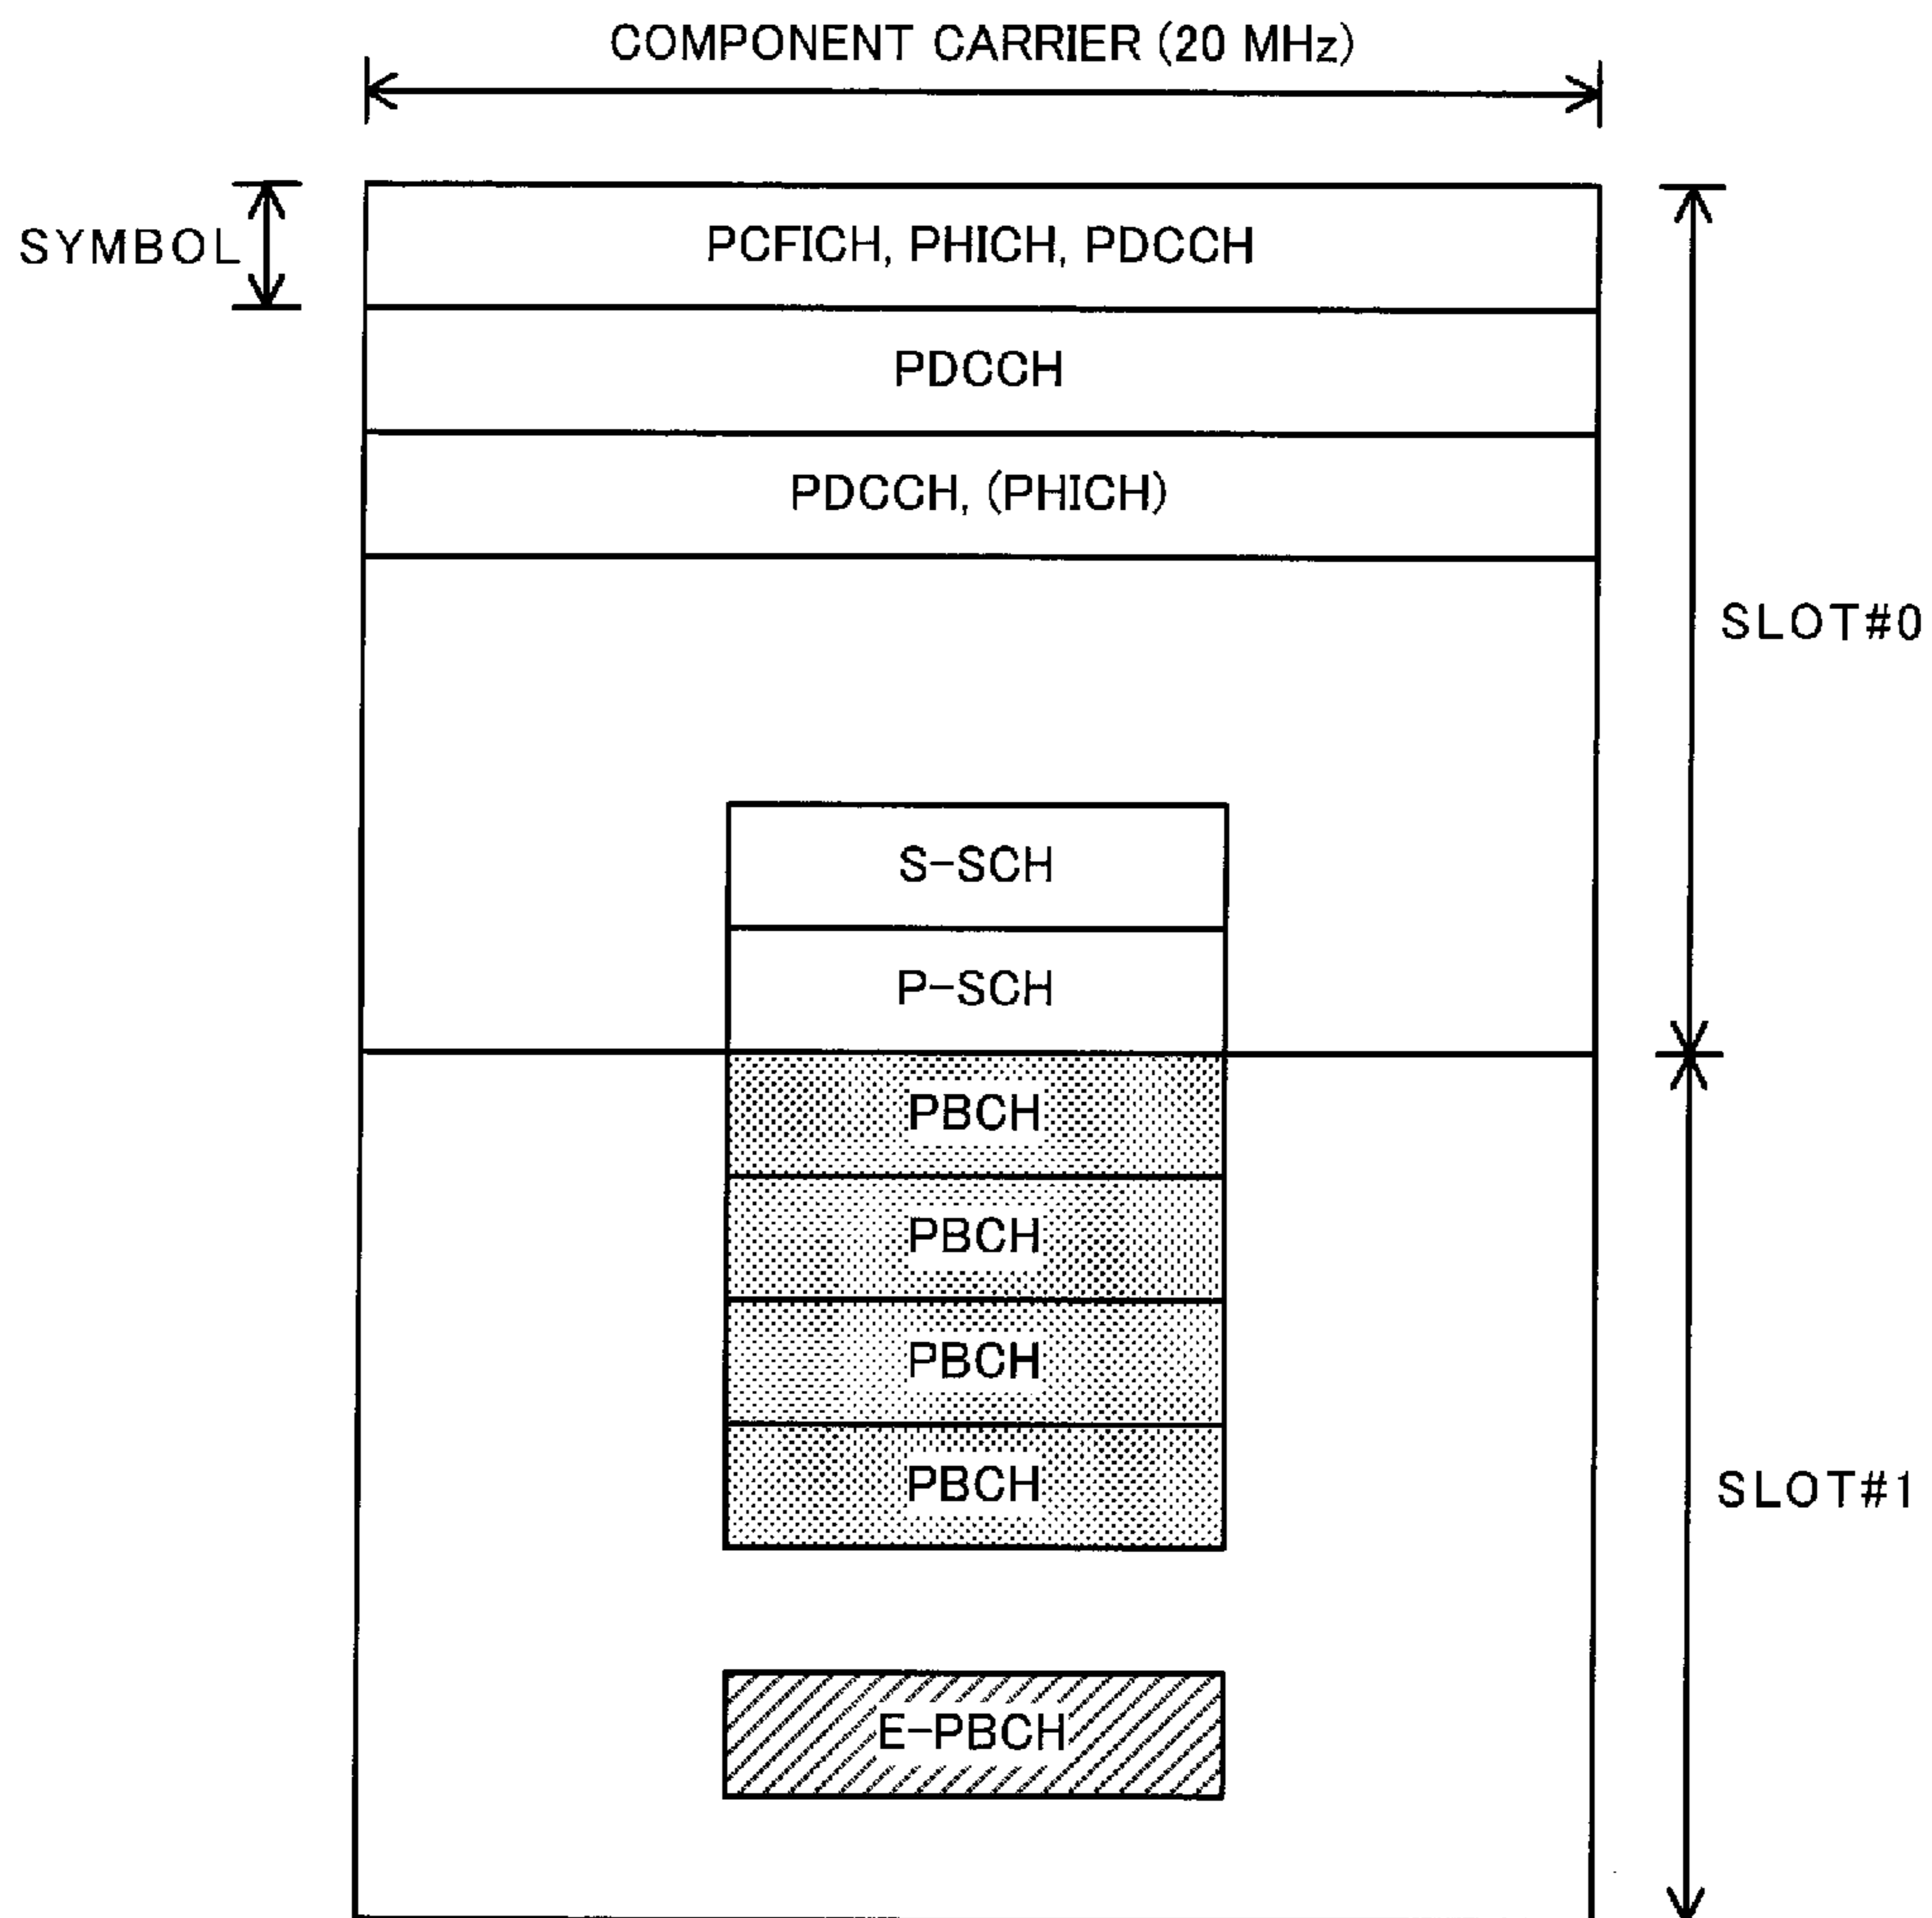 COMPONENT CARRIER (20 MHz)
SYMBOL
PCFICH, PHICH, PDCCH
PDCCH
PDCCH, (PHICH)
SLOT#0
S-SCH
P-SCH
PBCH
PBCH
PBCH
PBCH
SLOT#1
E-PBCH